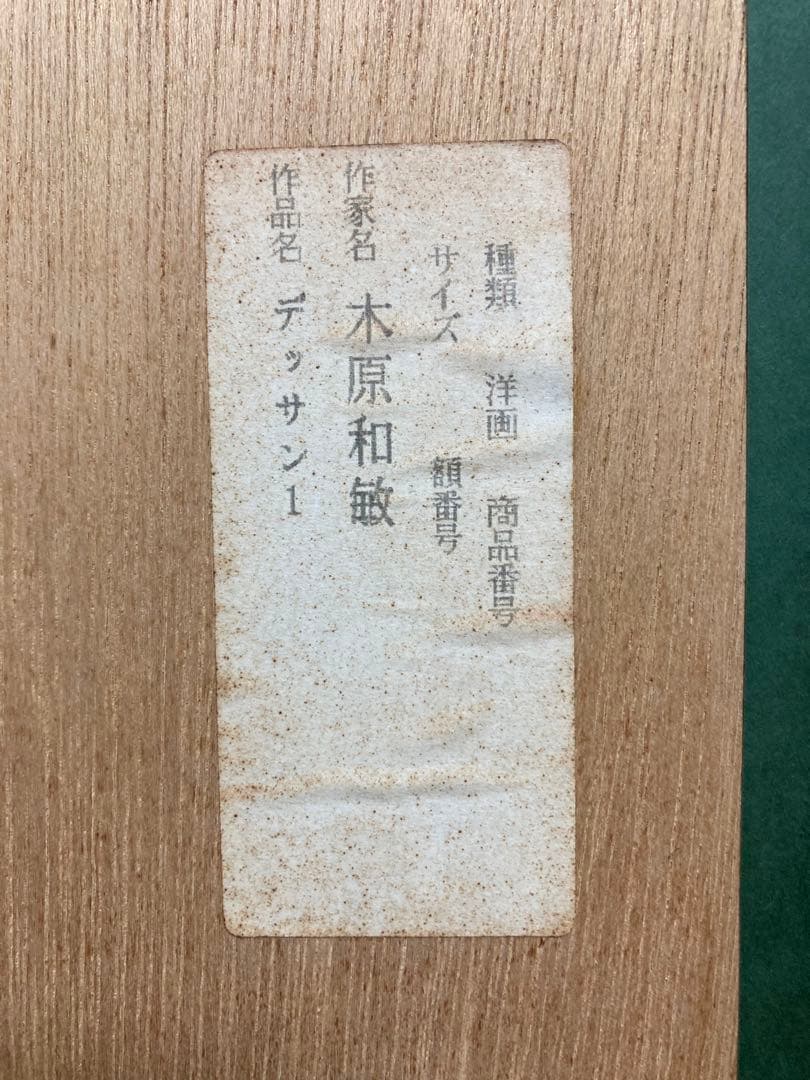 種類　洋画　商品番号
サイズ　　　額番号
作家名　木原和敏
作品名　デッサン1